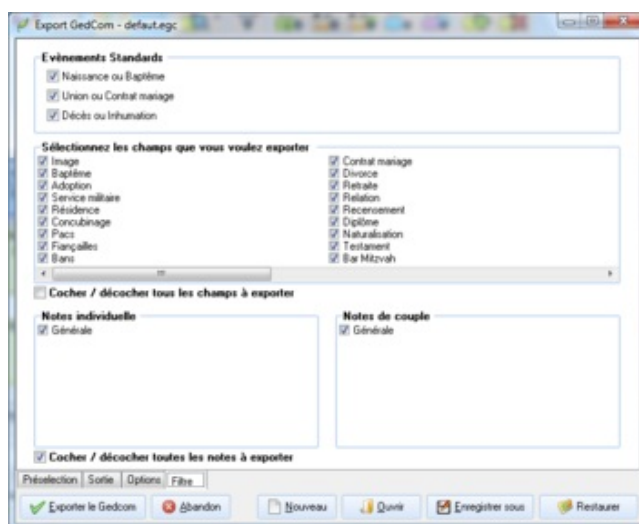 Export GedCom - defaut.egc
Evènements Standards
Naissance ou Baptême
Union ou Contrat mariage
Décès ou Inhumation
Sélectionnez les champs que vous voulez exporter
Image
Baptême
Adoption
Service militaire
Résidence
Concubinage
Pacs
Fiançailles
Bans
Contrat mariage
Divorce
Retraite
Relation
Recensement
Diplôme
Naturalisation
Testament
Bar Mitzvah
Cocher / décocher tous les champs à exporter
Notes individuelle
Générale
Notes de couple
Générale
Cocher / décocher toutes les notes à exporter
Présélection Sortie Options Filtre
Exporter le Gedcom Abandon Nouveau Ouvrir Enregistrer sous Restaurer